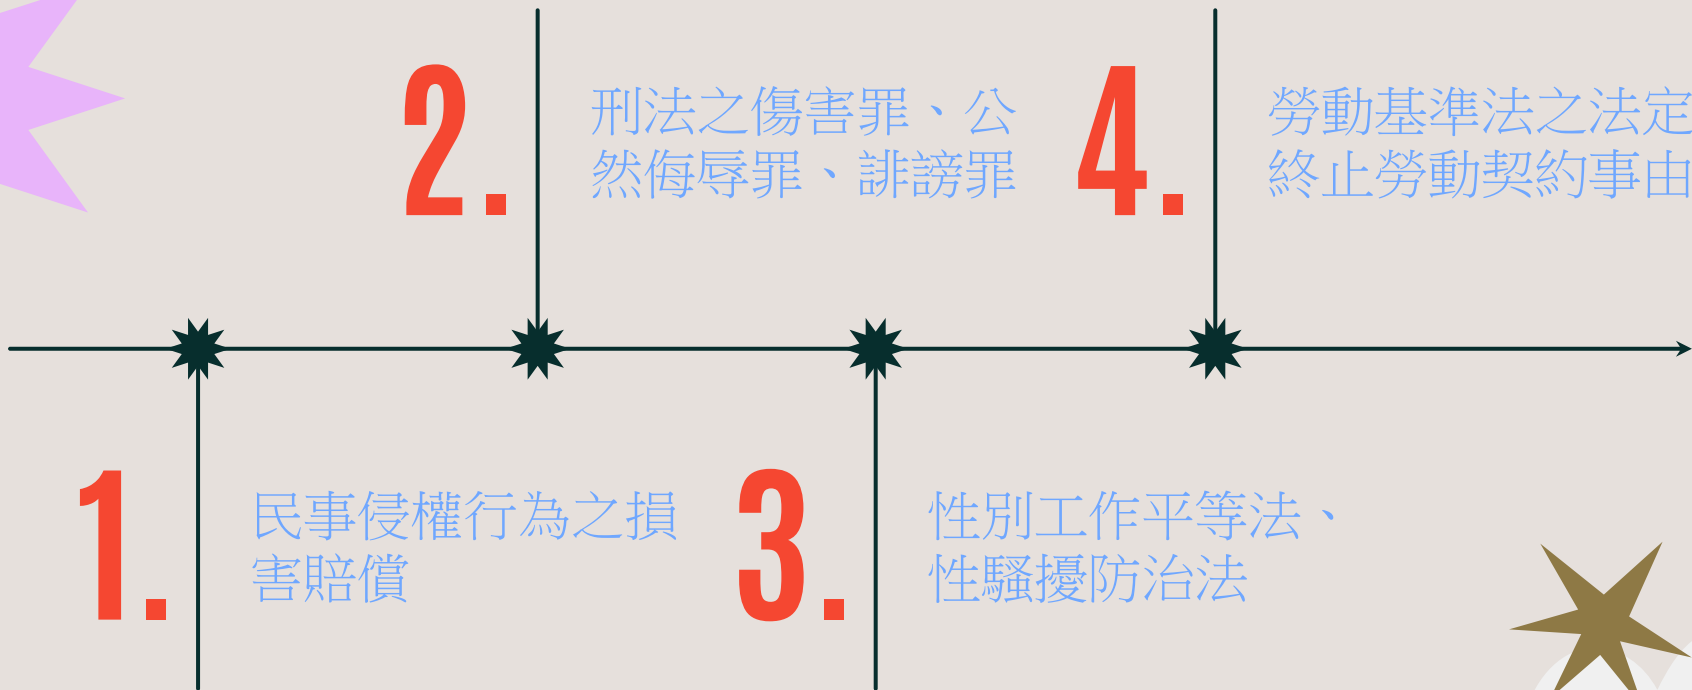 1.
民事侵權行為之損
害賠償
2.
刑法之傷害罪、公
然侮辱罪、誹謗罪
3.
性別工作平等法、
性騷擾防治法
4.
勞動基準法之法定
終止勞動契約事由